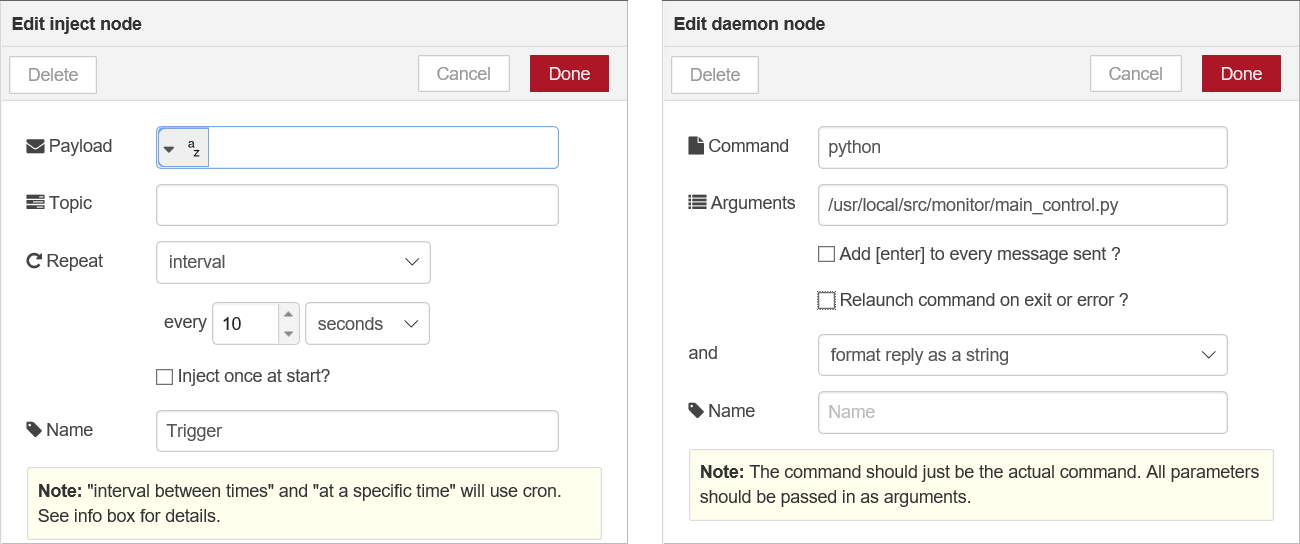 Edit inject node
Delete
Cancel
Done
Payload
a
z
Topic
Repeat
interval
every
10
seconds
Inject once at start?
Name
Trigger
Note: "interval between times" and "at a specific time" will use cron.
See info box for details.
Edit daemon node
Delete
Cancel
Done
Command
python
Arguments
/usr/local/src/monitor/main_control.py
Add [enter] to every message sent ?
Relaunch command on exit or error ?
and
format reply as a string
Name
Name
Note: The command should just be the actual command. All parameters
should be passed in as arguments.